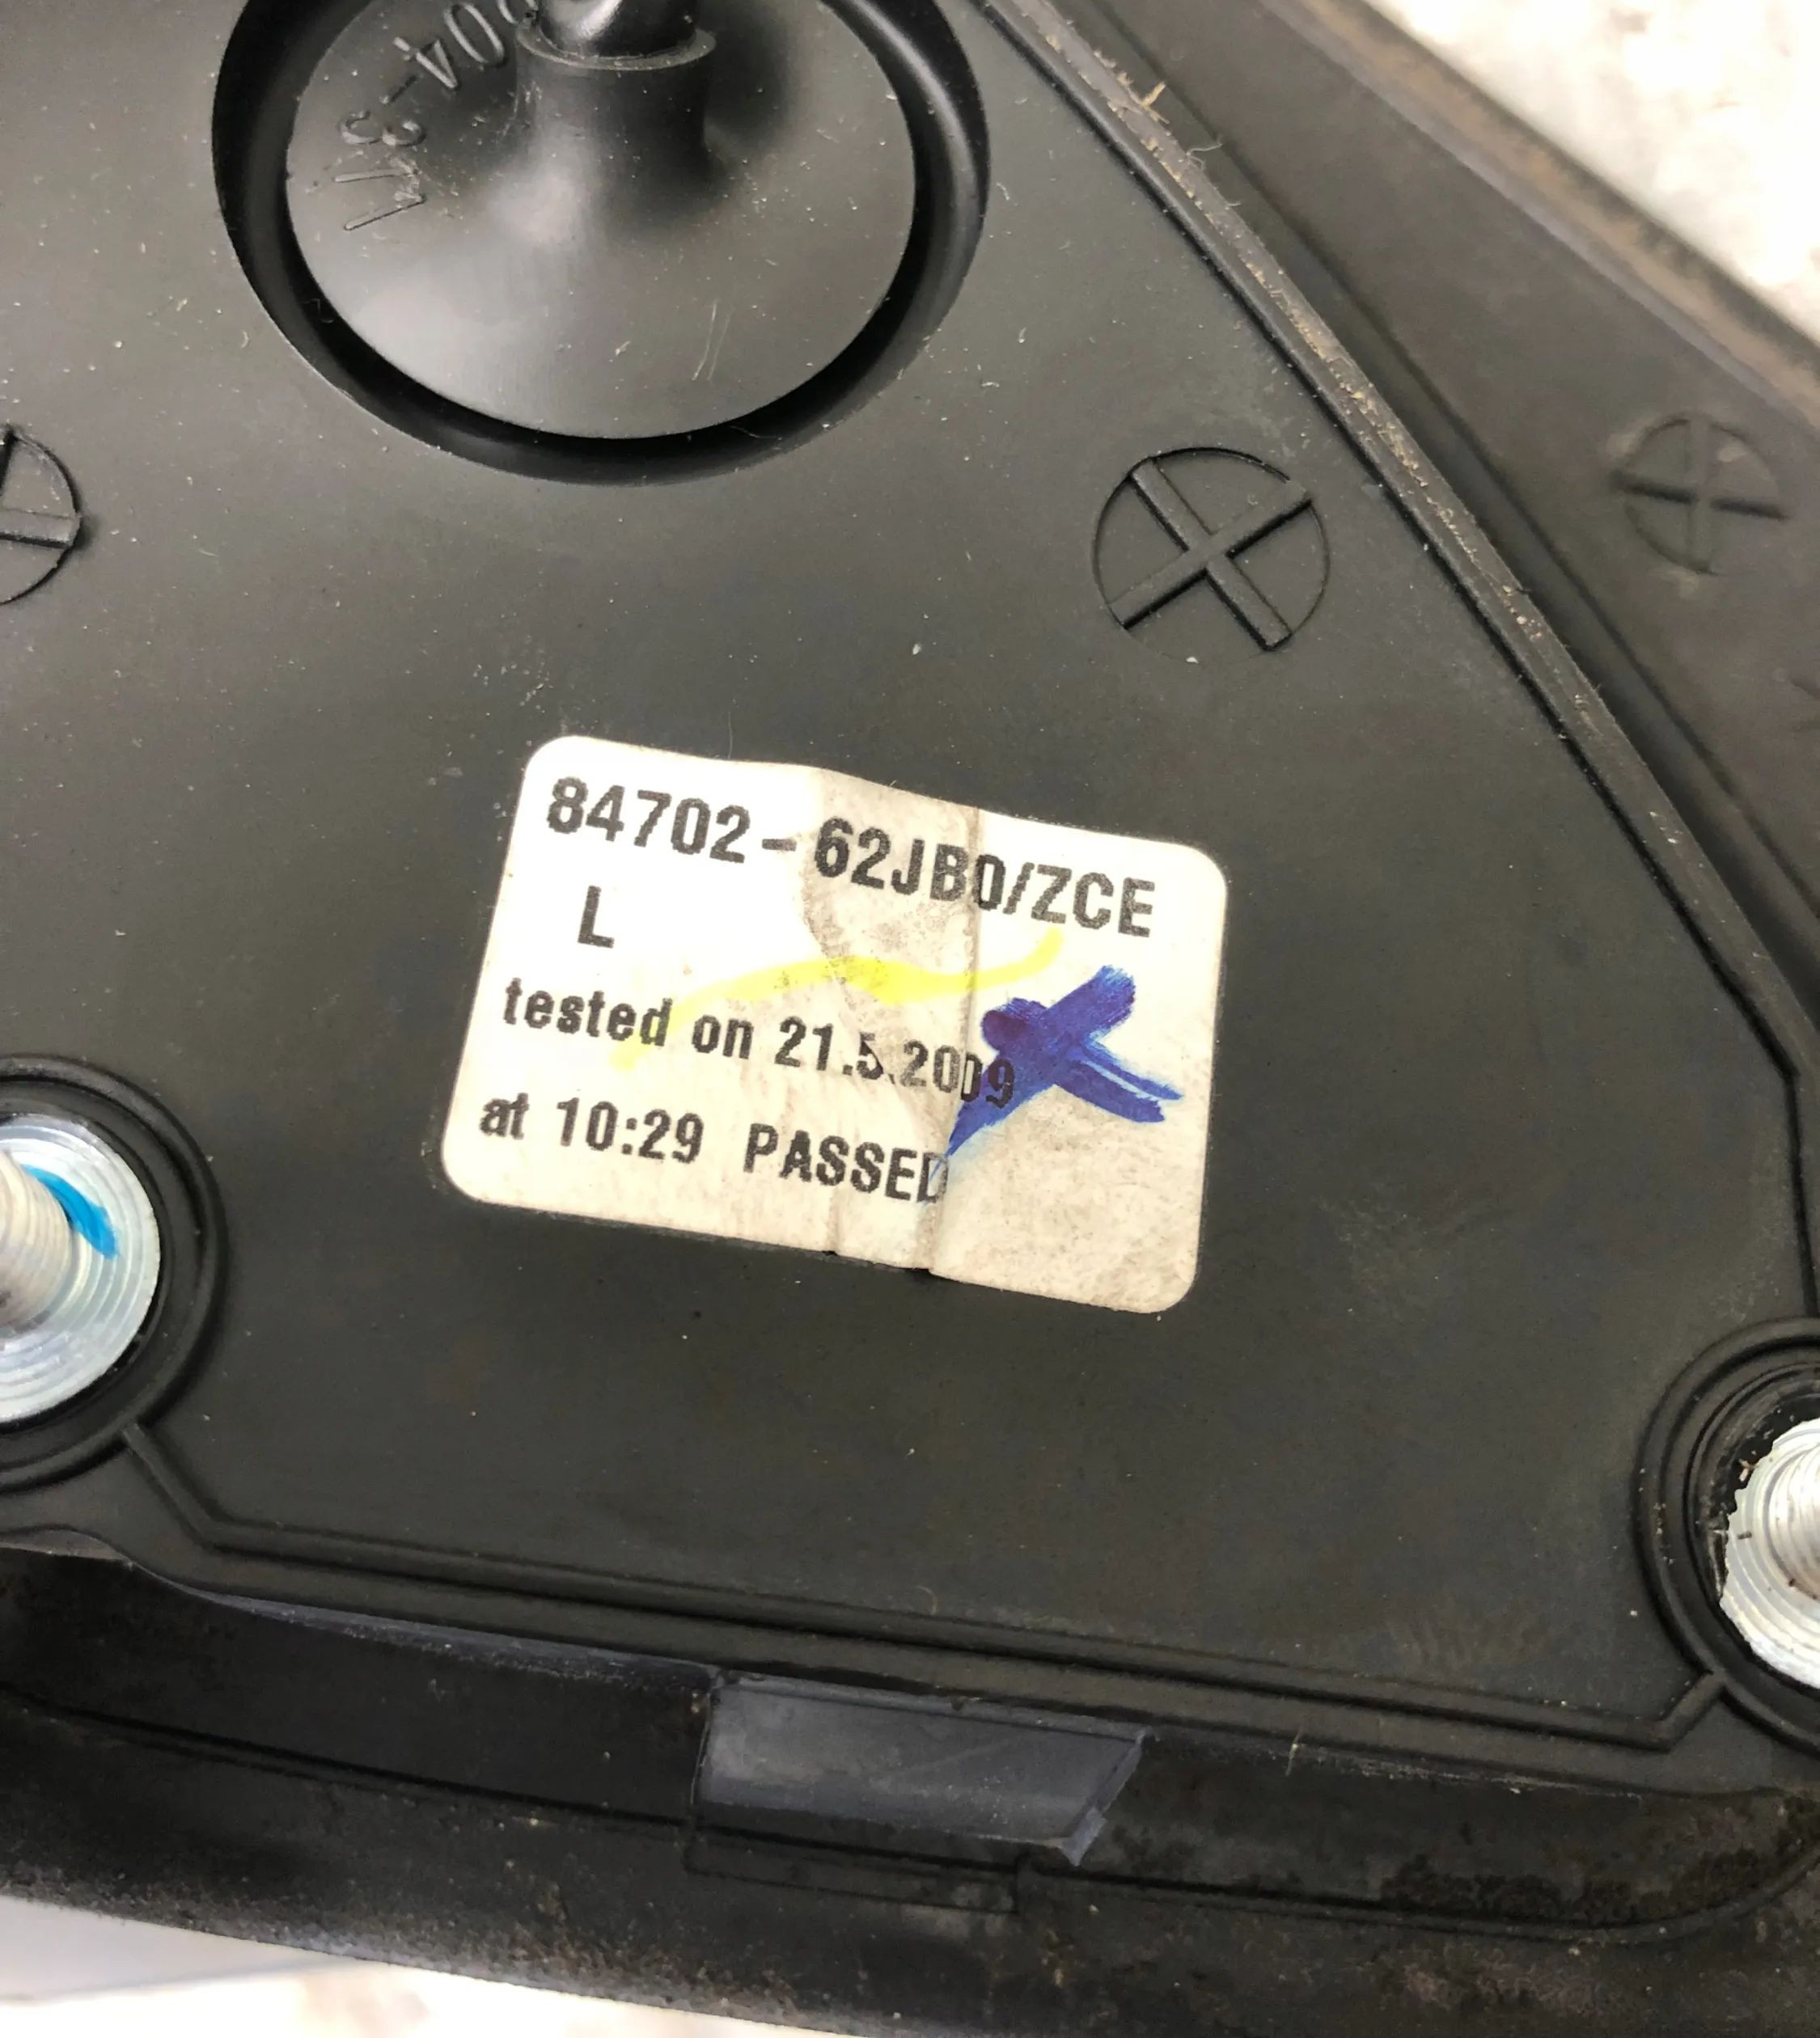 84702-62JB0/ZCE
L
tested on 21.5.2009
at 10:29 PASSED